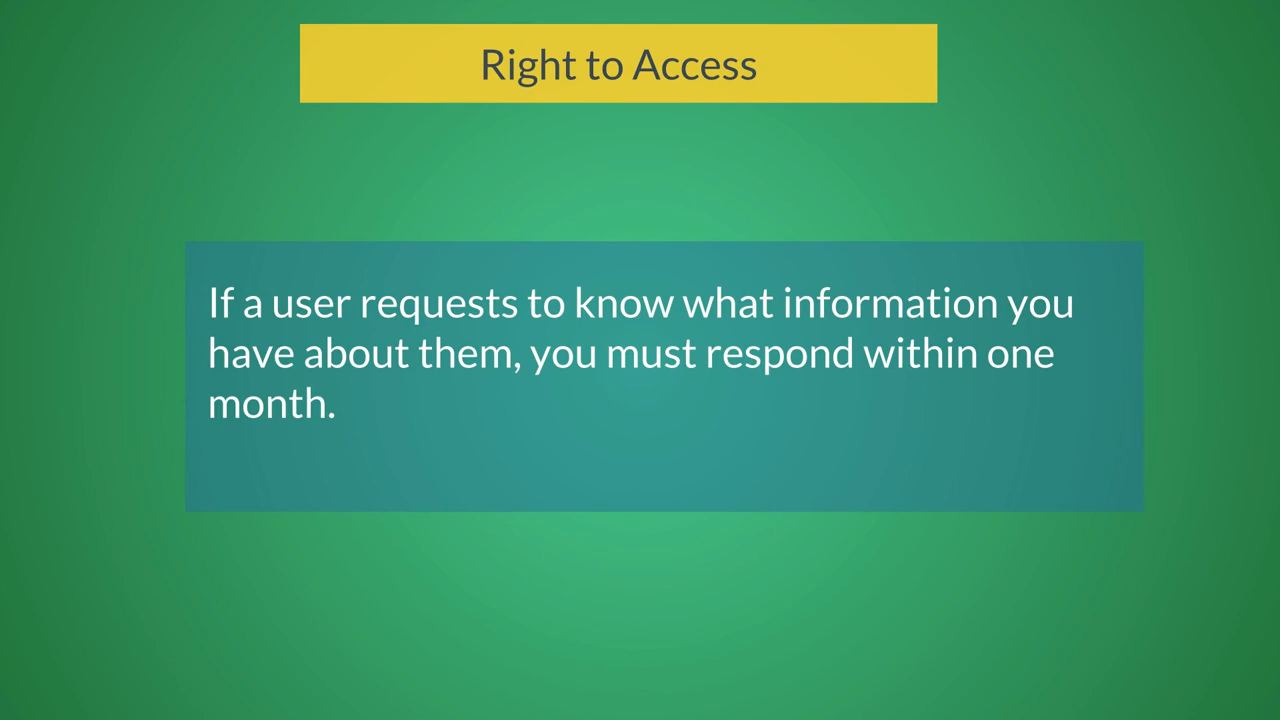 Right to Access
If a user requests to know what information you
have about them, you must respond within one
month.